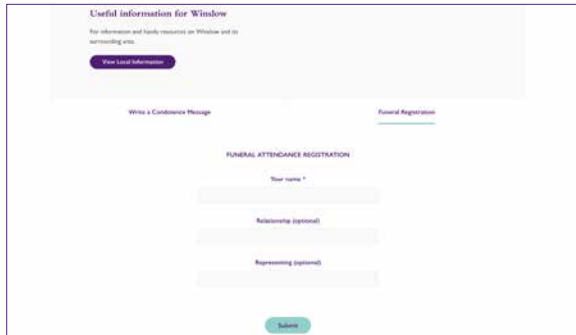 Useful information for Winslow
For information and handy resources on Winslow and its
surrounding area.
View Local Information
Write a Condolence Message
Funeral Registration
FUNERAL ATTENDANCE REGISTRATION
Your name *
Relationship (optional)
Representing (optional)
Submit